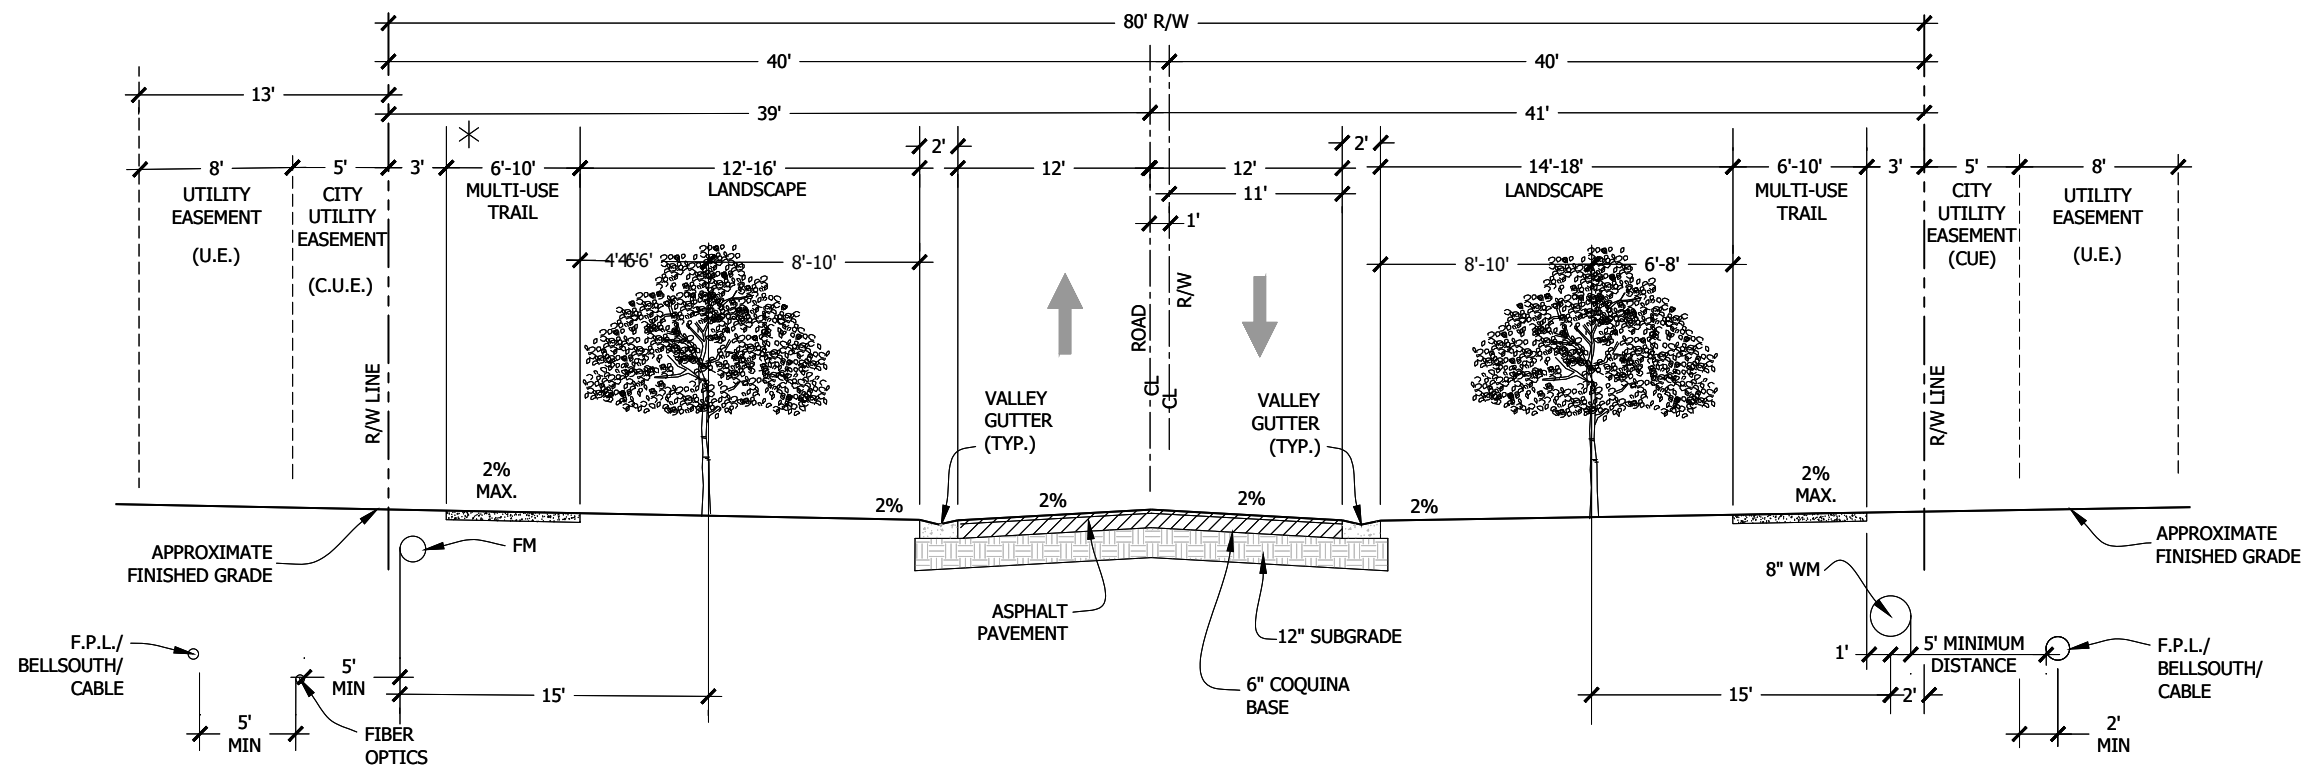 80' R/W
40'
40'
13'
39'
41'
2'
2'
8'
5'
3'
6'-10'
12'-16'
12'
12'
14'-18'
6'-10'
3'
5'
8'
UTILITY
EASEMENT
(U.E.)
CITY
UTILITY
EASEMENT
(C.U.E.)
MULTI-USE
TRAIL
LANDSCAPE
11'
1'
LANDSCAPE
MULTI-USE
TRAIL
CITY
UTILITY
EASEMENT
(CUE)
UTILITY
EASEMENT
(U.E.)
8'-10'
8'-10'
6'-8'
R/W LINE
ROAD
CL
R/W
CL
R/W LINE
VALLEY
GUTTER
(TYP.)
VALLEY
GUTTER
(TYP.)
2%
MAX.
2%
2%
2%
2%
2%
MAX.
APPROXIMATE
FINISHED GRADE
FM
ASPHALT
PAVEMENT
12" SUBGRADE
6" COQUINA
BASE
8" WM
APPROXIMATE
FINISHED GRADE
F.P.L./
BELLSOUTH/
CABLE
5'
MIN
5'
MIN
FIBER
OPTICS
15'
15'
1'
5' MINIMUM
DISTANCE
2'
F.P.L./
BELLSOUTH/
CABLE
2'
MIN